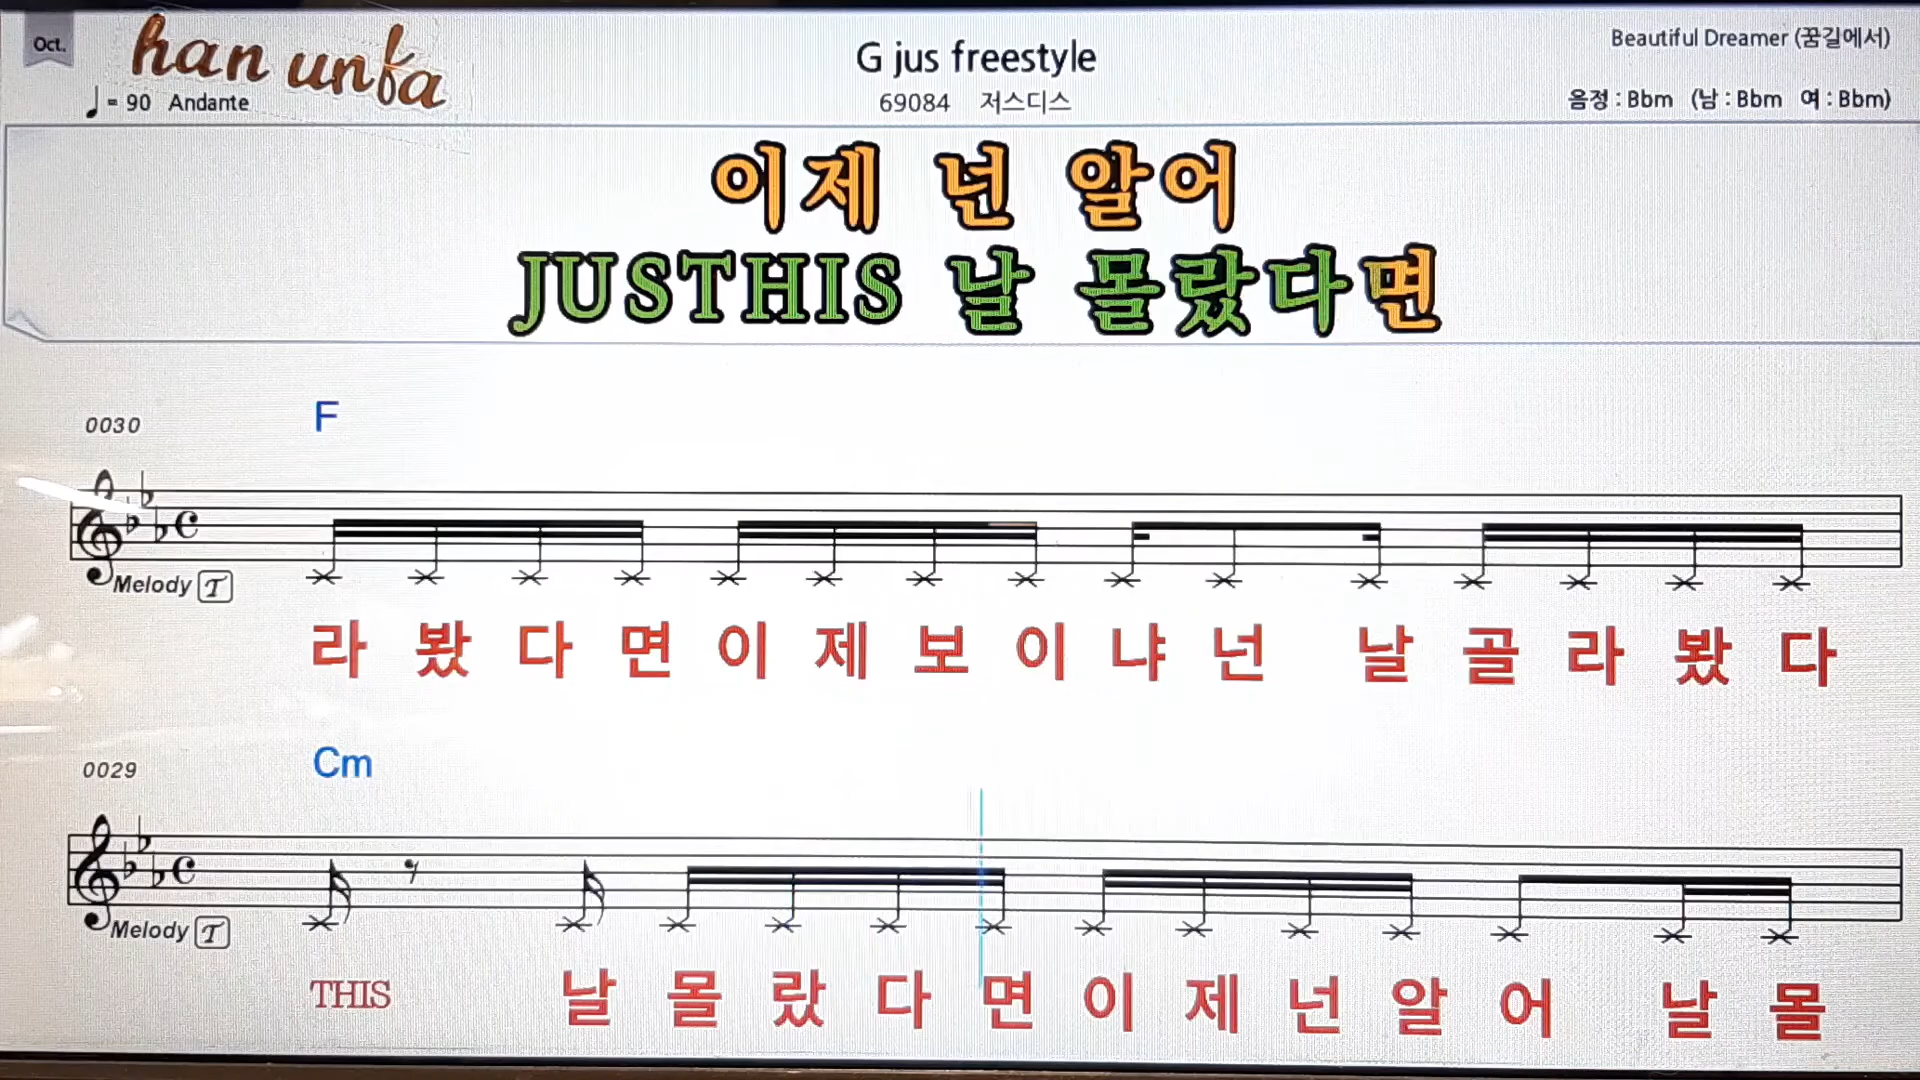 Oct.
han unfa
= 90 Andante
G jus freestyle
69084 저스디스
Beautiful Dreamer (꿈길에서)
음정 : Bbm (남 : Bbm 여 : Bbm)
이제 넌 알어
JUSTHIS 날 몰랐다면
0030
F
Melody T
라 봤 다 면 이 제 보 이 냐 넌 날 골 라 봤 다
0029
Cm
Melody T
THIS 날 몰 랐 다 면 이 제 넌 알 어 날 몰